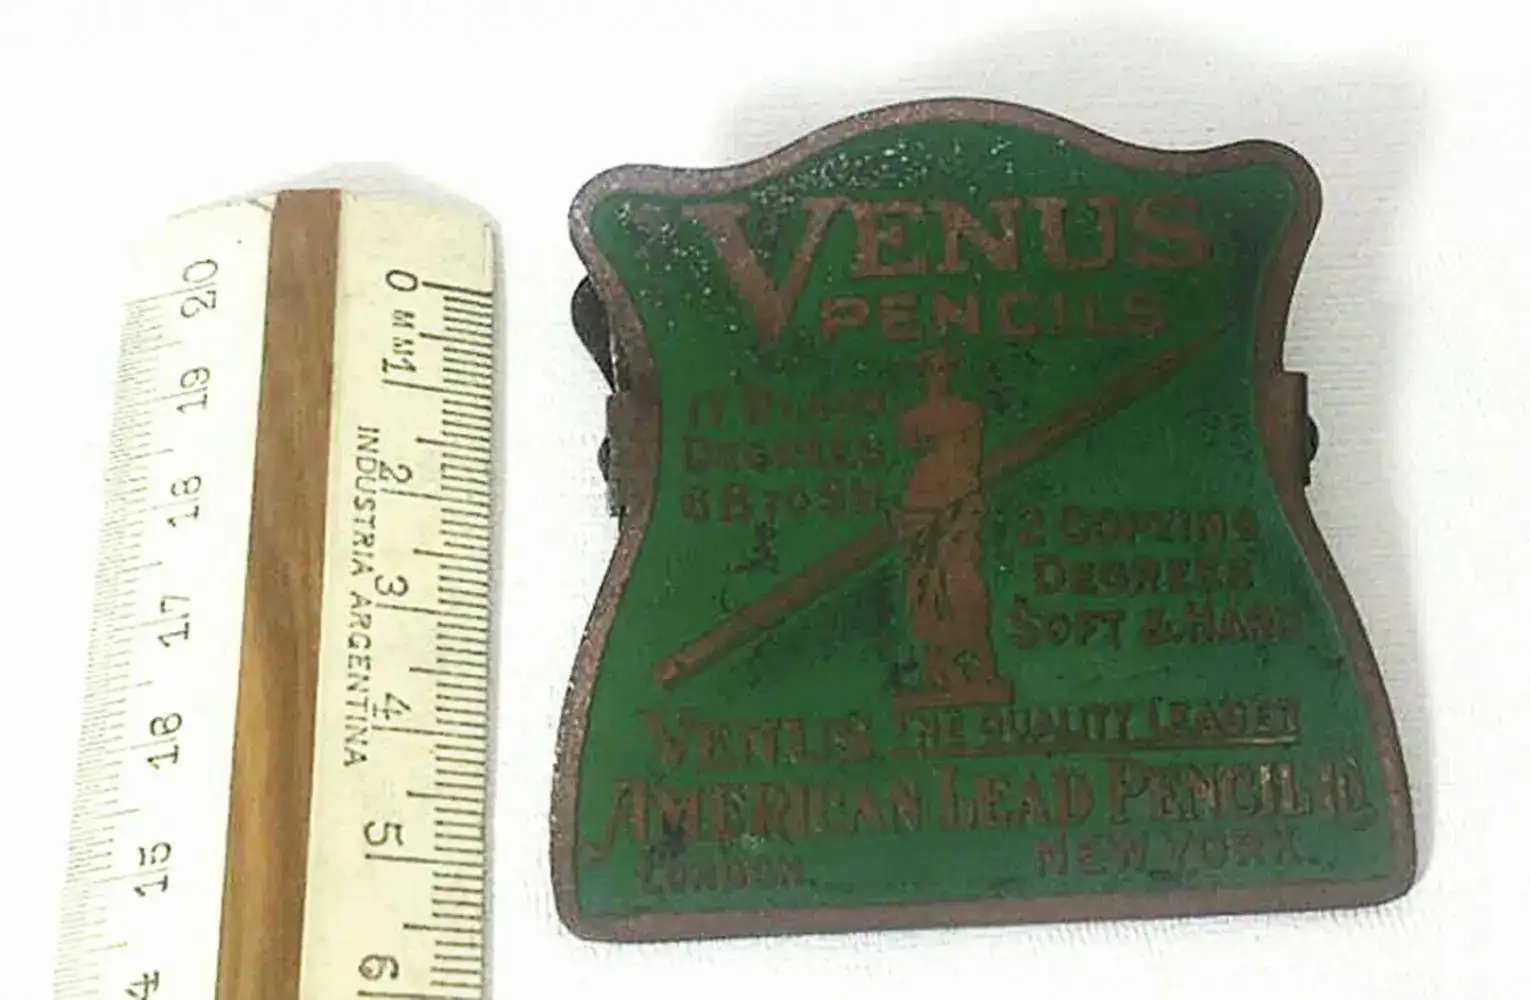 20
19
18
17
16
15
0 MM
1
2
3
4
5
6
INDUSTRIA ARGENTINA
VENUS
PENCILS
17 BLACK
DEGREES
6B TO 9H
2 COPYING
DEGREES
SOFT & HARD
VENUS THE QUALITY LEADER
AMERICAN LEAD PENCIL CO.
LONDON NEW YORK.